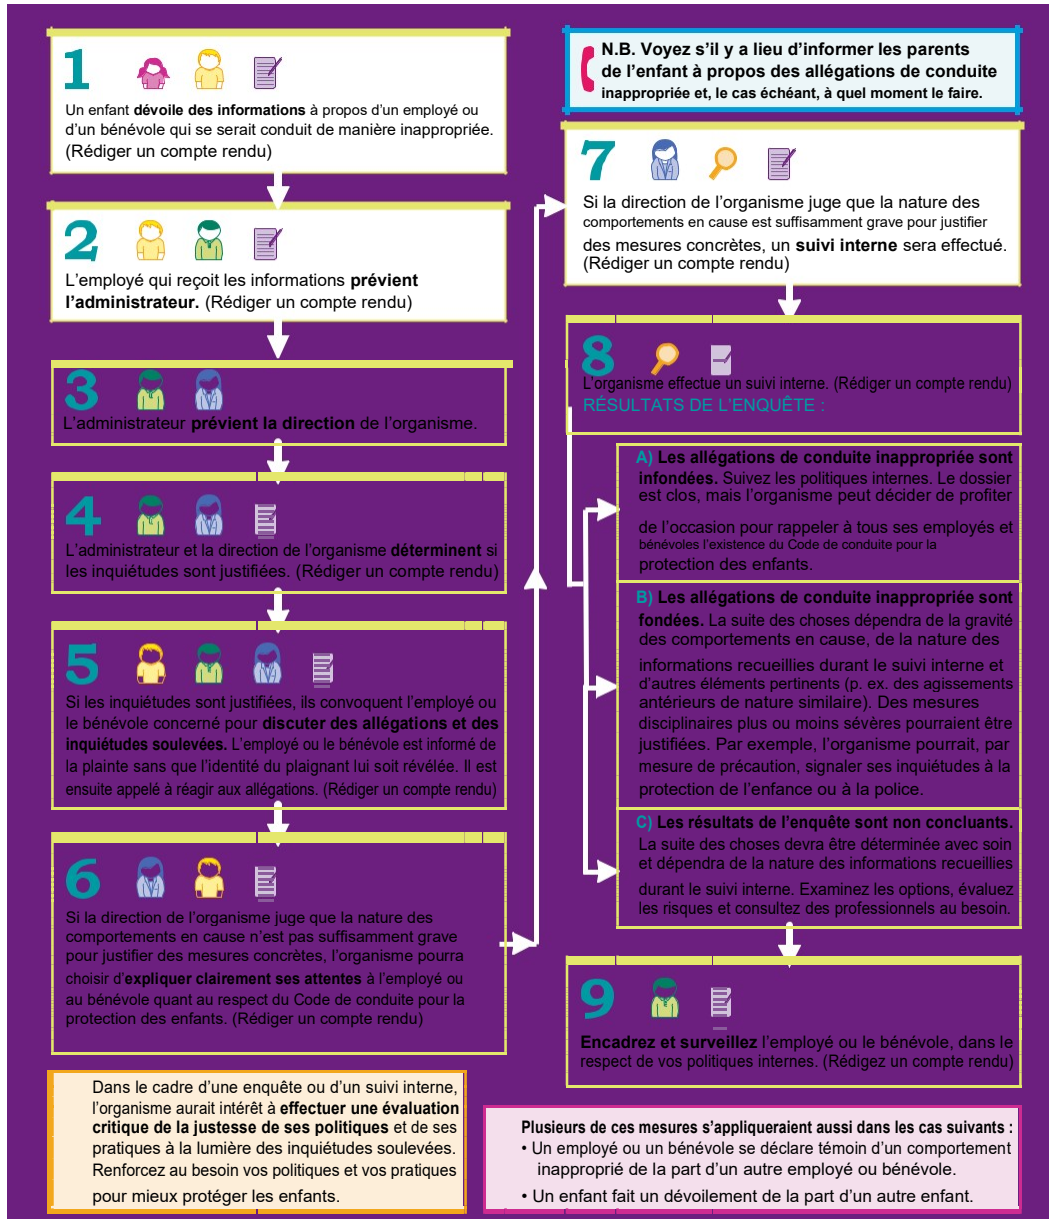 1
Un enfant dévoile des informations à propos d’un employé ou
d’un bénévole qui se serait conduit de manière inappropriée.
(Rédiger un compte rendu)
2
L’employé qui reçoit les informations prévient
l’administrateur. (Rédiger un compte rendu)
3
L’administrateur prévient la direction de l’organisme.
4
L’administrateur et la direction de l’organisme déterminent si
les inquiétudes sont justifiées. (Rédiger un compte rendu)
5
Si les inquiétudes sont justifiées, ils convoquent l’employé ou
le bénévole concerné pour discuter des allégations et des
inquiétudes soulevées. L’employé ou le bénévole est informé de
la plainte sans que l’identité du plaignant lui soit révélée. Il est
ensuite appelé à réagir aux allégations. (Rédiger un compte rendu)
6
Si la direction de l’organisme juge que la nature des
comportements en cause n’est pas suffisamment grave
pour justifier des mesures concrètes, l’organisme pourra
choisir d’expliquer clairement ses attentes à l’employé ou
au bénévole quant au respect du Code de conduite pour la
protection des enfants. (Rédiger un compte rendu)
Dans le cadre d’une enquête ou d’un suivi interne,
l’organisme aurait intérêt à effectuer une évaluation
critique de la justesse de ses politiques et de ses
pratiques à la lumière des inquiétudes soulevées.
Renforcez au besoin vos politiques et vos pratiques
pour mieux protéger les enfants.
N.B. Voyez s’il y a lieu d’informer les parents
de l’enfant à propos des allégations de conduite
inappropriée et, le cas échéant, à quel moment le faire.
7
Si la direction de l’organisme juge que la nature des
comportements en cause est suffisamment grave pour justifier
des mesures concrètes, un suivi interne sera effectué.
(Rédiger un compte rendu)
8
L’organisme effectue un suivi interne. (Rédiger un compte rendu)
RÉSULTATS DE L’ENQUÊTE :
A) Les allégations de conduite inappropriée sont
infondées. Suivez les politiques internes. Le dossier
est clos, mais l’organisme peut décider de profiter
de l’occasion pour rappeler à tous ses employés et
bénévoles l’existence du Code de conduite pour la
protection des enfants.
B) Les allégations de conduite inappropriée sont
fondées. La suite des choses dépendra de la gravité
des comportements en cause, de la nature des
informations recueillies durant le suivi interne et
d’autres éléments pertinents (p. ex. des agissements
antérieurs de nature similaire). Des mesures
disciplinaires plus ou moins sévères pourraient être
justifiées. Par exemple, l’organisme pourrait, par
mesure de précaution, signaler ses inquiétudes à la
protection de l’enfance ou à la police.
C) Les résultats de l’enquête sont non concluants.
La suite des choses devra être déterminée avec soin
et dépendra de la nature des informations recueillies
durant le suivi interne. Examinez les options, évaluez
les risques et consultez des professionnels au besoin.
9
Encadrez et surveillez l’employé ou le bénévole, dans le
respect de vos politiques internes. (Rédigez un compte rendu)
Plusieurs de ces mesures s’appliqueraient aussi dans les cas suivants :
• Un employé ou un bénévole se déclare témoin d’un comportement
inapproprié de la part d’un autre employé ou bénévole.
• Un enfant fait un dévoilement de la part d’un autre enfant.